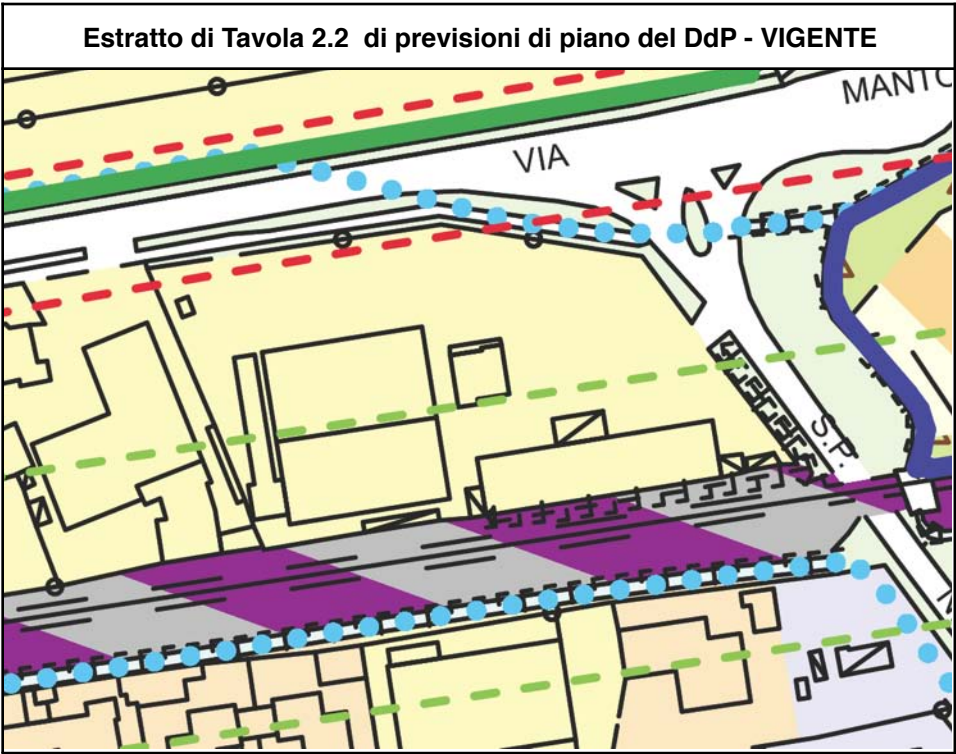 Estratto di Tavola 2.2 di previsioni di piano del DdP - VIGENTE
MANTO
VIA
S.P.